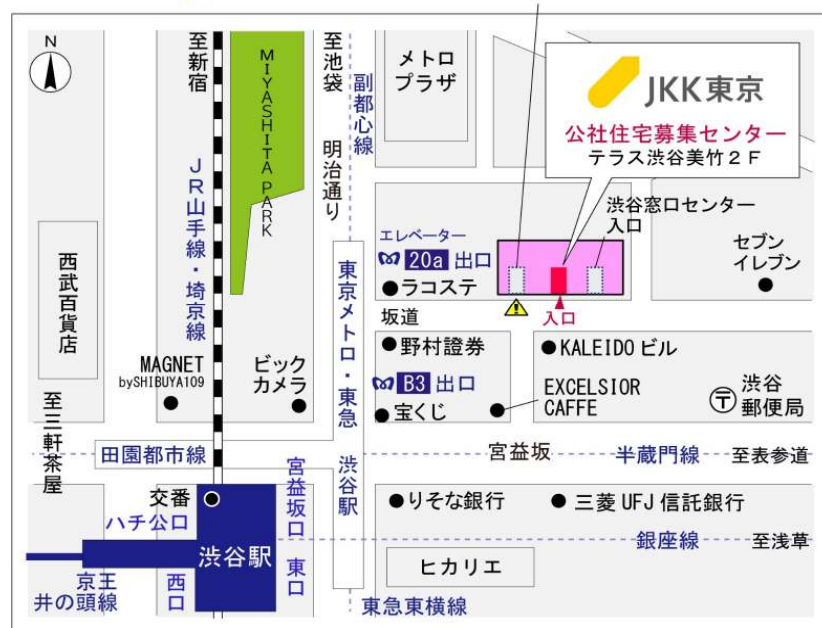 N
至新宿
MIYASHITA PARK
至池袋
副都心線
明治通り
メトロ
プラザ
JKK東京
公社住宅募集センター
テラス渋谷美竹2F
JR山手線・埼京線
西武百貨店
エレベーター
20a 出口
ラコステ
渋谷窓口センター
入口
セブン
イレブン
入口
坂道
東京メトロ・東急 渋谷駅
MAGNET
bySHIBUYA109
ビック
カメラ
野村證券
B3 出口
宝くじ
KALEIDO ビル
EXCELSIOR
CAFFE
渋谷
郵便局
至三軒茶屋
田園都市線
宮益坂
半蔵門線
至表参道
交番
ハチ公口
宮益坂口
りそな銀行
三菱UFJ信託銀行
渋谷駅
銀座線
至浅草
京王
井の頭線
西口
東口
ヒカリエ
東急東横線